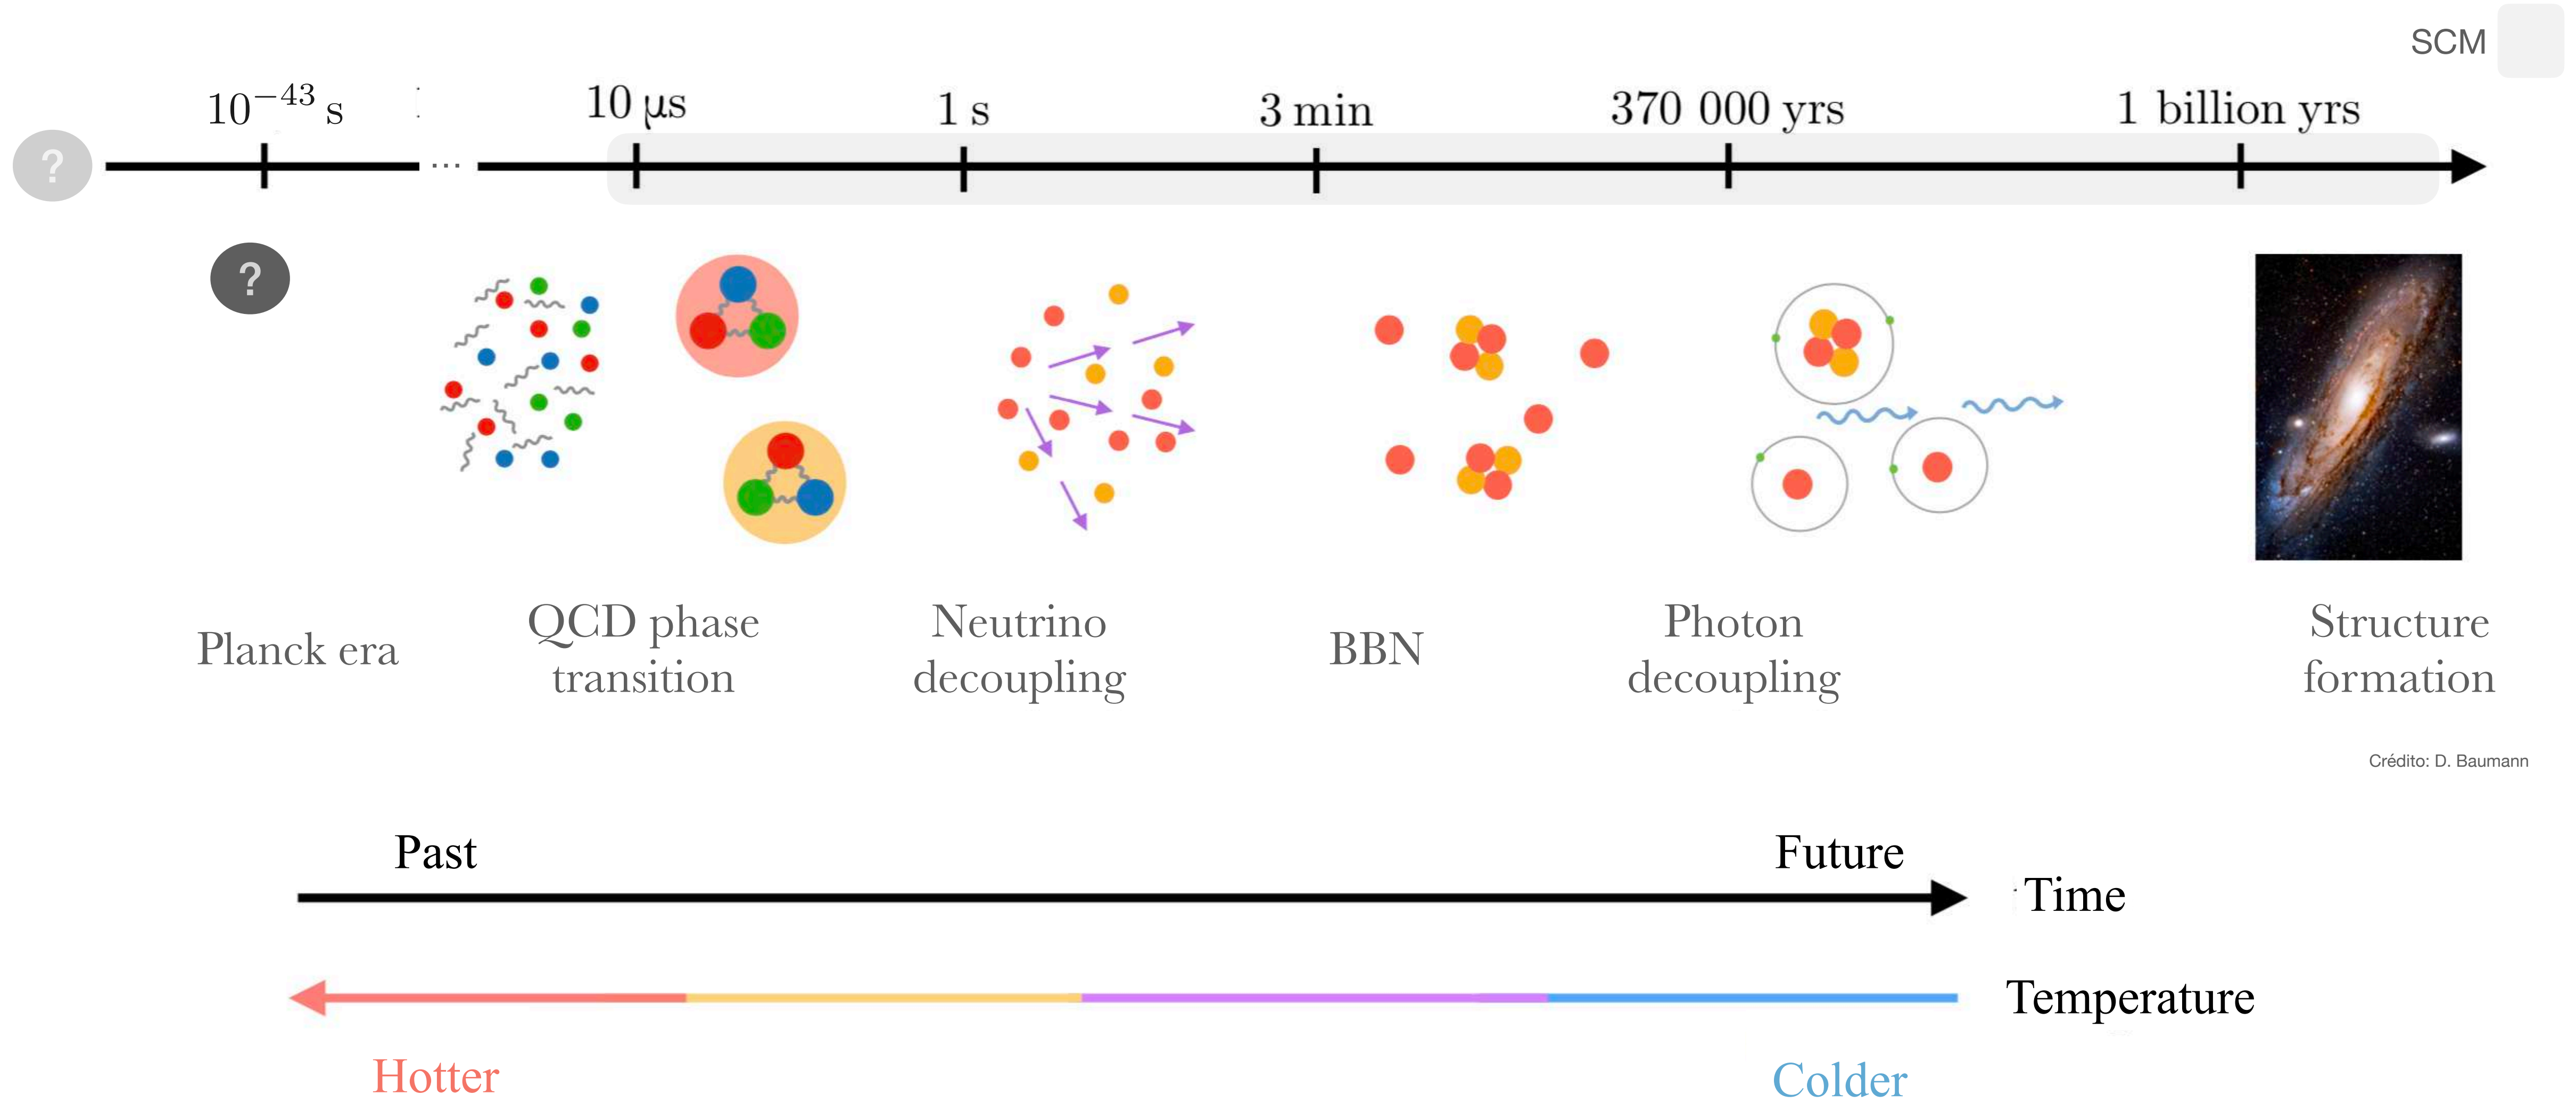 SCM
10⁻⁴³ s
10 μs
1 s
3 min
370 000 yrs
1 billion yrs
?
...
?
Planck era
QCD phase
transition
Neutrino
decoupling
BBN
Photon
decoupling
Structure
formation
Crédito: D. Baumann
Past
Future
Time
Temperature
Hotter
Colder